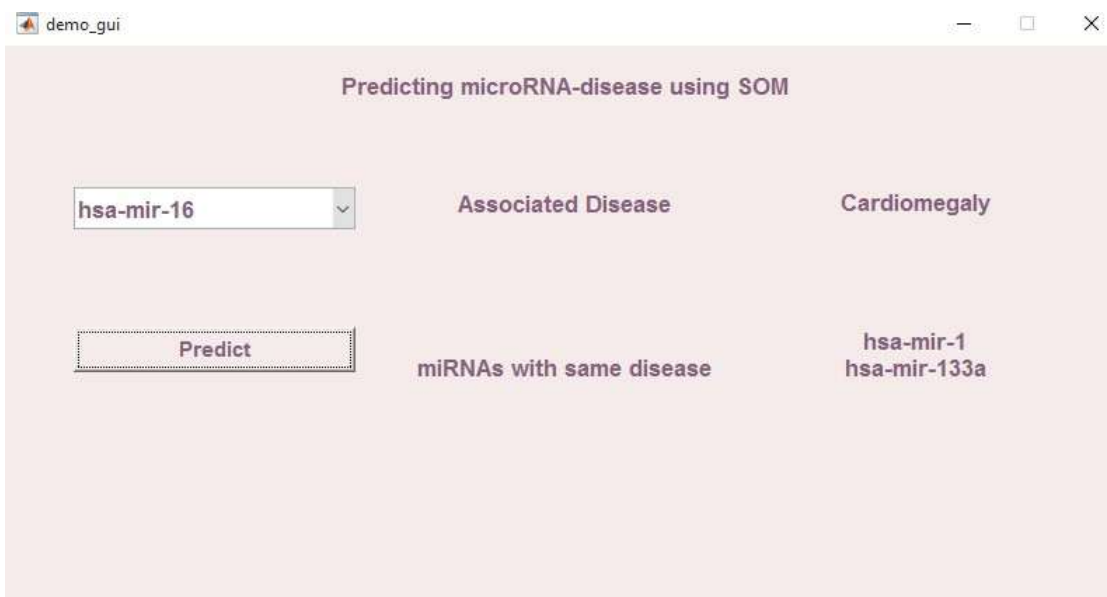 demo_gui
Predicting microRNA-disease using SOM
hsa-mir-16
Associated Disease
Cardiomegaly
Predict
miRNAs with same disease
hsa-mir-1
hsa-mir-133a